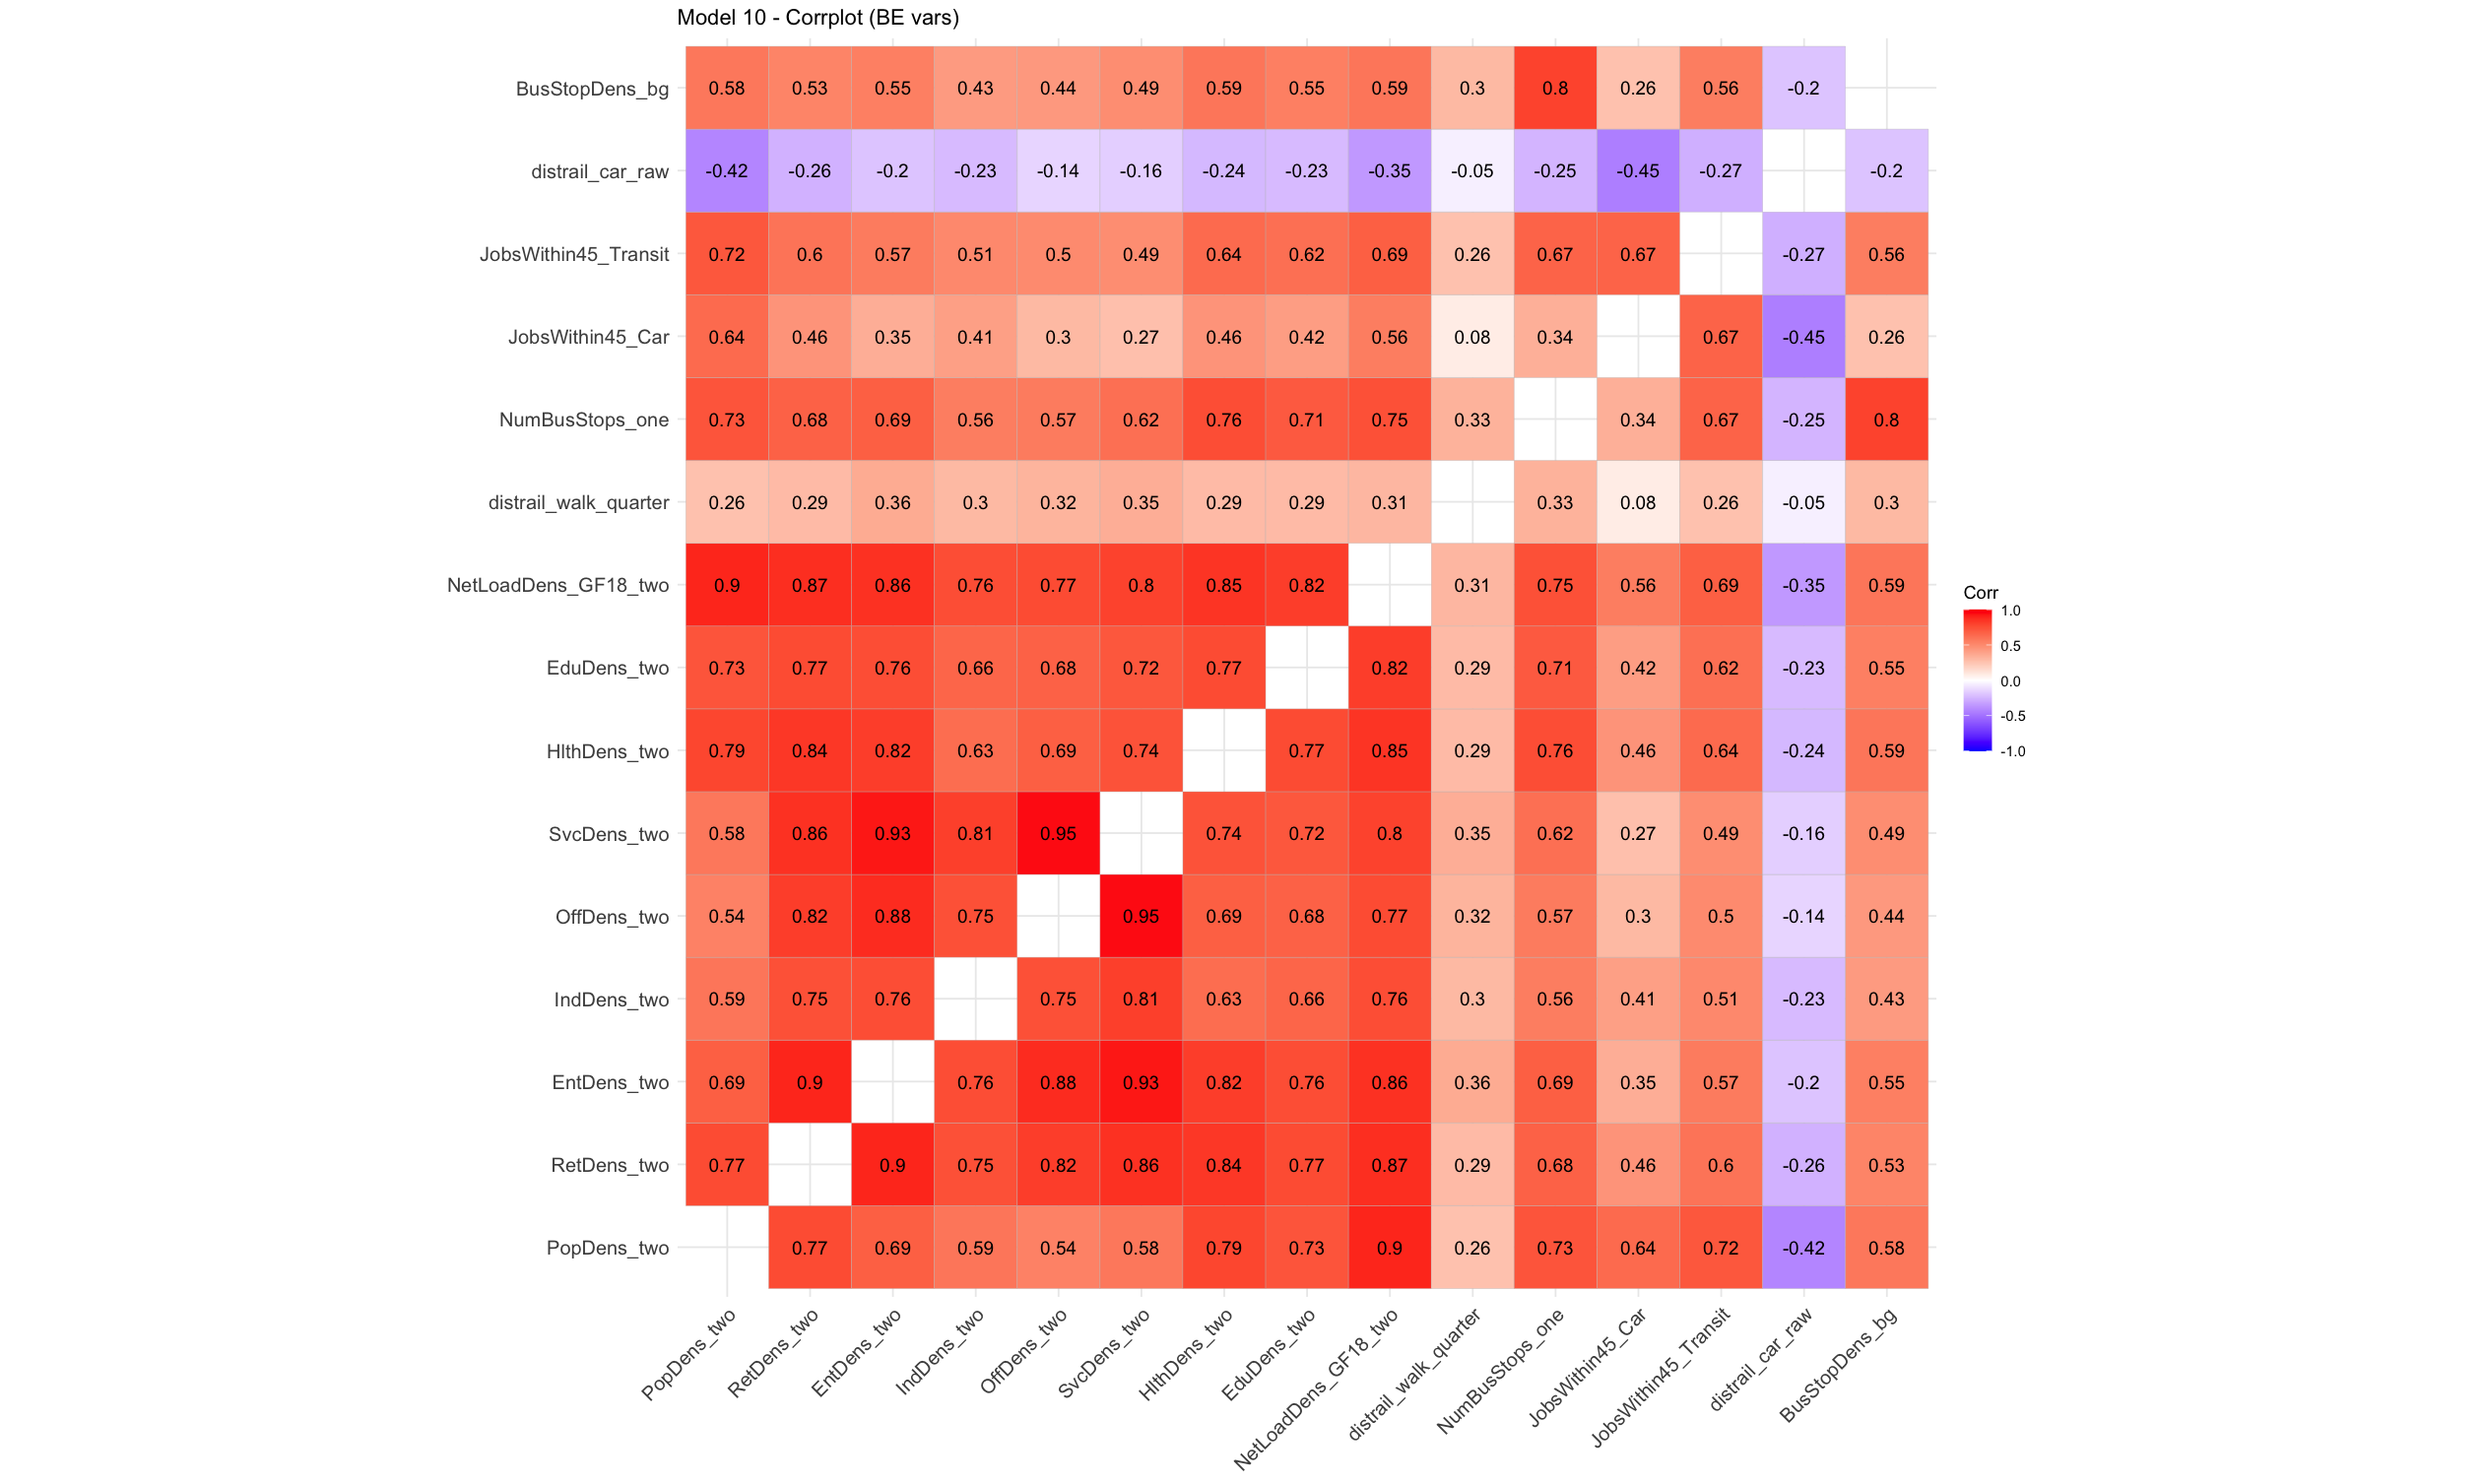 Model 10 - Corrplot (BE vars)
BusStopDens_bg 0.58 0.53 0.55 0.43 0.44 0.49 0.59 0.55 0.59 0.3 0.8 0.26 0.56 -0.2
distrail_car_raw -0.42 -0.26 -0.2 -0.23 -0.14 -0.16 -0.24 -0.23 -0.35 -0.05 -0.25 -0.45 -0.27 -0.2
JobsWithin45_Transit 0.72 0.6 0.57 0.51 0.5 0.49 0.64 0.62 0.69 0.26 0.67 0.67 -0.27 0.56
JobsWithin45_Car 0.64 0.46 0.35 0.41 0.3 0.27 0.46 0.42 0.56 0.08 0.34 0.67 -0.45 0.26
NumBusStops_one 0.73 0.68 0.69 0.56 0.57 0.62 0.76 0.71 0.75 0.33 0.34 0.67 -0.25 0.8
distrail_walk_quarter 0.26 0.29 0.36 0.3 0.32 0.35 0.29 0.29 0.31 0.33 0.08 0.26 -0.05 0.3
NetLoadDens_GF18_two 0.9 0.87 0.86 0.76 0.77 0.8 0.85 0.82 0.31 0.75 0.56 0.69 -0.35 0.59
EduDens_two 0.73 0.77 0.76 0.66 0.68 0.72 0.77 0.82 0.29 0.71 0.42 0.62 -0.23 0.55
HlthDens_two 0.79 0.84 0.82 0.63 0.69 0.74 0.77 0.85 0.29 0.76 0.46 0.64 -0.24 0.59
SvcDens_two 0.58 0.86 0.93 0.81 0.95 0.74 0.72 0.8 0.35 0.62 0.27 0.49 -0.16 0.49
OffDens_two 0.54 0.82 0.88 0.75 0.95 0.69 0.68 0.77 0.32 0.57 0.3 0.5 -0.14 0.44
IndDens_two 0.59 0.75 0.76 0.75 0.81 0.63 0.66 0.76 0.3 0.56 0.41 0.51 -0.23 0.43
EntDens_two 0.69 0.9 0.76 0.88 0.93 0.82 0.76 0.86 0.36 0.69 0.35 0.57 -0.2 0.55
RetDens_two 0.77 0.9 0.75 0.82 0.86 0.84 0.77 0.87 0.29 0.68 0.46 0.6 -0.26 0.53
PopDens_two 0.77 0.69 0.59 0.54 0.58 0.79 0.73 0.9 0.26 0.73 0.64 0.72 -0.42 0.58
PopDens_two
RetDens_two
EntDens_two
IndDens_two
OffDens_two
SvcDens_two
HlthDens_two
EduDens_two
NetLoadDens_GF18_two
distrail_walk_quarter
NumBusStops_one
JobsWithin45_Car
JobsWithin45_Transit
distrail_car_raw
BusStopDens_bg
Corr
1.0
0.5
0.0
-0.5
-1.0